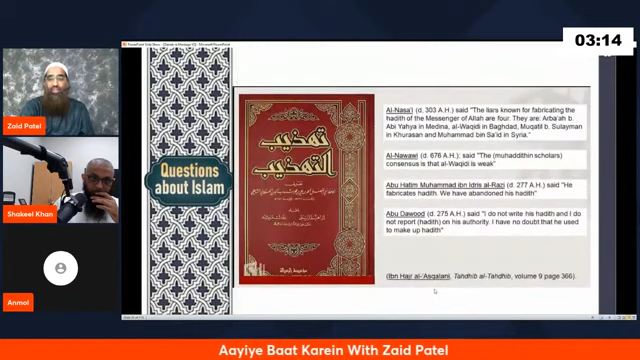 03:14
Zaid Patel
Shakeel Khan
Anmol
Questions
about Islam
تهذيب
التهذيب
Al-Nasa'i (d. 303 A.H.) said "The liars known for fabricating the
hadith of the Messenger of Allah are four. They are: Arba'ah b.
Abi Yahya in Medina, al-Waqidi in Baghdad, Muqatil b. Sulayman
in Khurasan and Muhammad bin Sa'id in Syria."
Al-Nawawi (d. 676 A.H.; said "The (muhaddithin scholars)
consensus is that al-Waqidi is weak"
Abu Hatim Muhammad ibn Idris al-Razi (d. 277 A.H) said "He
fabricates hadith. We have abandoned his hadith"
Abu Dawood (d. 275 A.H) said "I do not write his hadith and I do
not report (hadith) on his authority. I have no doubt that he used
to make up hadith"
(Ibn Hajr al-'Asqalani, Tahdhib al-Tahdhib, volume 9 page 366).
Aayiye Baat Karein With Zaid Patel